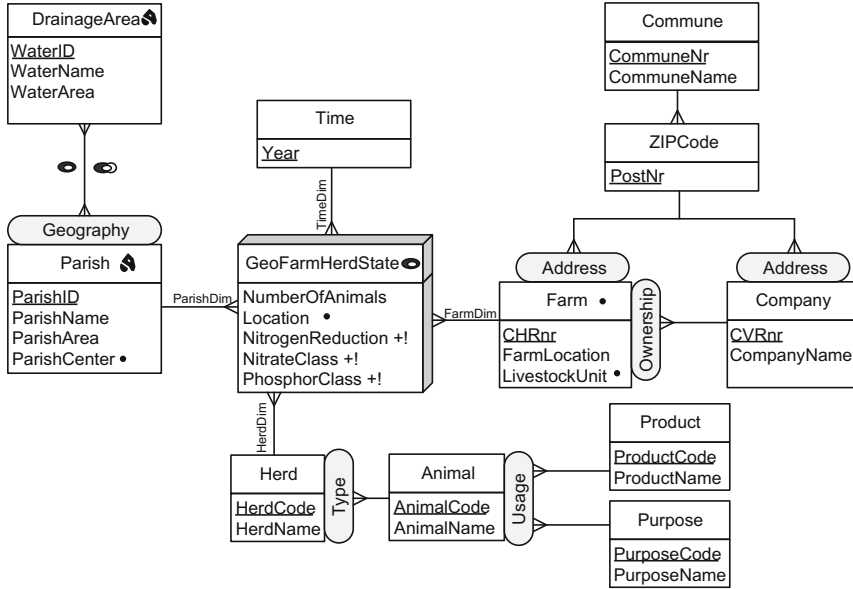 DrainageArea
WaterID
WaterName
WaterArea
Geography
Parish
ParishID
ParishName
ParishArea
ParishCenter
ParishDim
Time
Year
TimeDim
GeoFarmHerdState
NumberOfAnimals
Location
NitrogenReduction +!
NitrateClass +!
PhosphorClass +!
HerdDim
FarmDim
Commune
CommuneNr
CommuneName
ZIPCode
PostNr
Address
Farm
CHRnr
FarmLocation
LivestockUnit
Ownership
Address
Company
CVRnr
CompanyName
Herd
HerdCode
HerdName
Type
Animal
AnimalCode
AnimalName
Usage
Product
ProductCode
ProductName
Purpose
PurposeCode
PurposeName